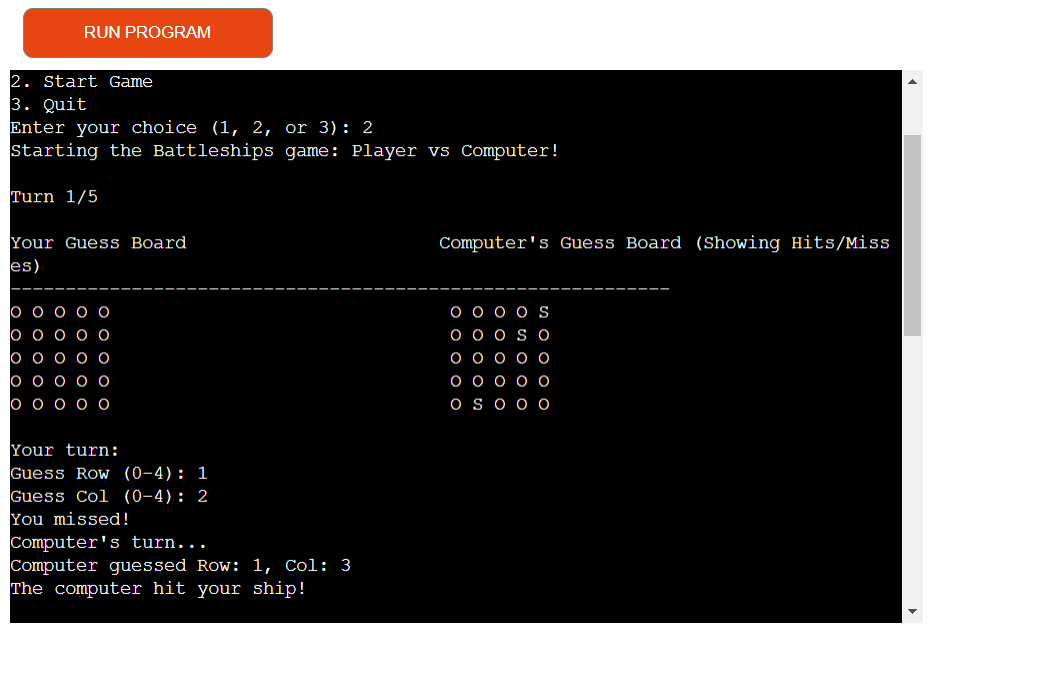 RUN PROGRAM
2. Start Game
3. Quit
Enter your choice (1, 2, or 3): 2
Starting the Battleships game: Player vs Computer!
Turn 1/5
Your Guess Board                       Computer's Guess Board (Showing Hits/Miss
es)
------------------------------------------------------------
O O O O O                               O O O O S
O O O O O                               O O O S O
O O O O O                               O O O O O
O O O O O                               O O O O O
O O O O O                               O S O O O
Your turn:
Guess Row (0-4): 1
Guess Col (0-4): 2
You missed!
Computer's turn...
Computer guessed Row: 1, Col: 3
The computer hit your ship!